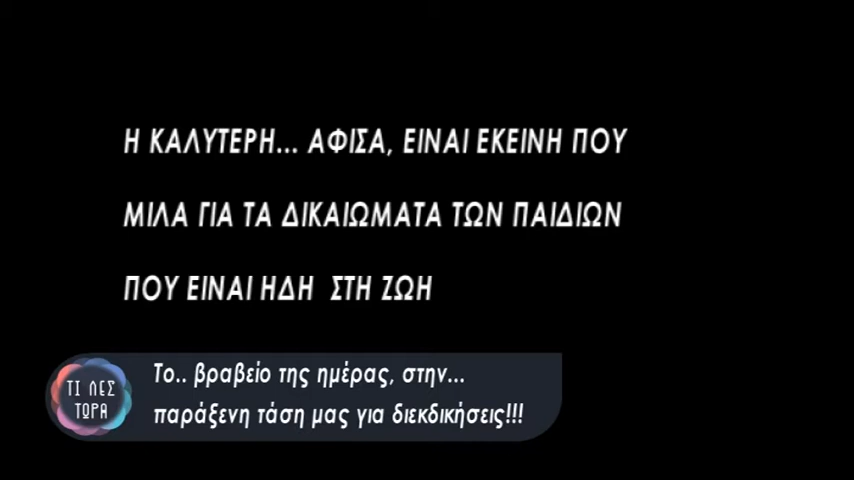 Η ΚΑΛΥΤΕΡΗ... ΑΦΙΣΑ, ΕΙΝΑΙ ΕΚΕΙΝΗ ΠΟΥ
ΜΙΛΑ ΓΙΑ ΤΑ ΔΙΚΑΙΩΜΑΤΑ ΤΩΝ ΠΑΙΔΙΩΝ
ΠΟΥ ΕΙΝΑΙ ΗΔΗ ΣΤΗ ΖΩΗ
ΤΙ ΛΕΣ
ΤΩΡΑ
Το.. βραβείο της ημέρας, στην...
παράξενη τάση μας για διεκδικήσεις!!!